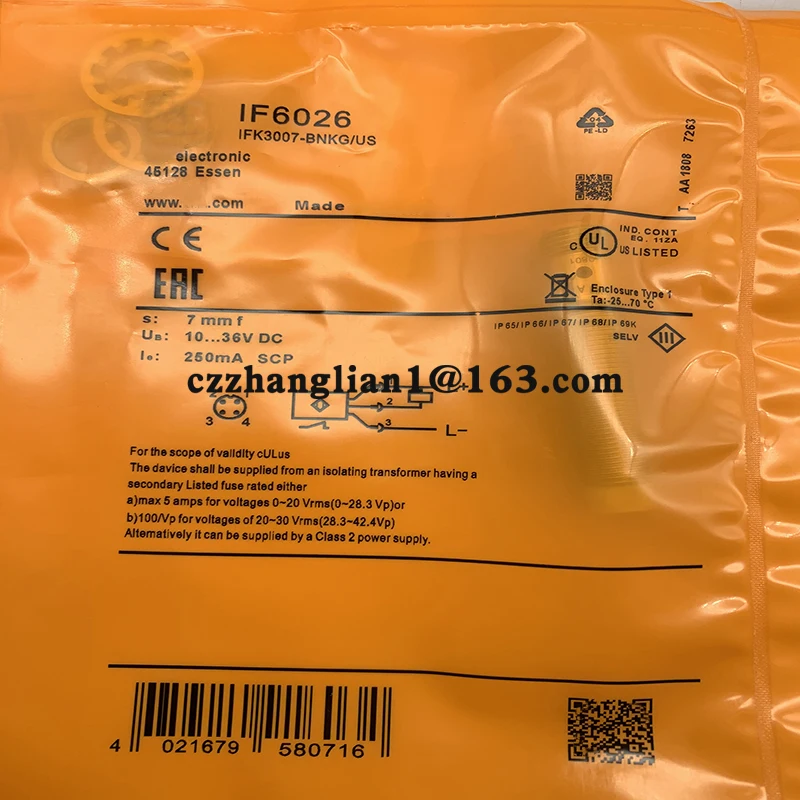 IF6026
IFK3007-BNKG/US
electronic
45128 Essen
www. .com Made
04
PE-LD
T AA 1808 7263
CE
EAC
C UL US LISTED
IND. CONT
EQ. 11ZA
Enclosure Type 1
Ta:-25...70 °C
IP 65/IP 66/IP 67/ IP 68/IP 69K
SELV
III
s: 7 mm f
UB: 10...36V DC
Ie: 250mA SCP
czzhanglian1@163.com
L+
2
3
L–
3 4
For the scope of validity cULus
The davice shall be supplied from an isolating transformer having a
secondary Listed fuse rated either
a)max 5 amps for voltages 0~20 Vrms(0~28.3 Vp)or
b)100/Vp for voltages of 20~30 Vrms(28.3~42.4Vp)
Alternatively it can be supplied by a Class 2 power supply.
4 021679 580716